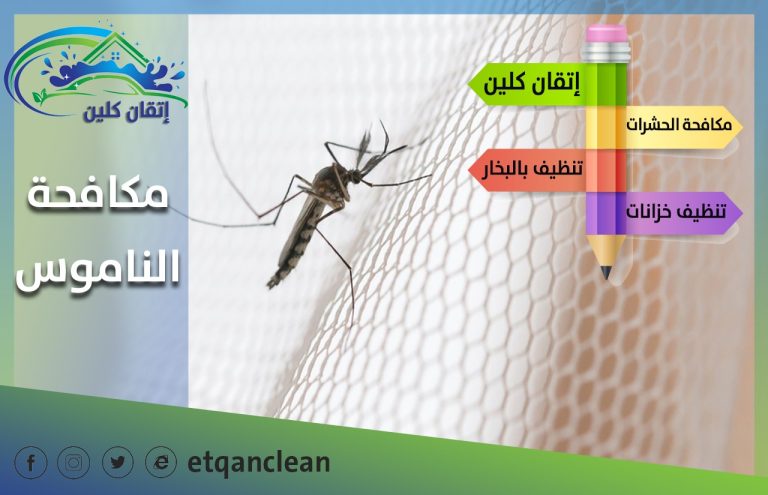 إتقان كلين
مكافحة
الناموس
إتقان كلين
مكافحة الحشرات
تنظيف بالبخار
تنظيف خزانات
etqanclean